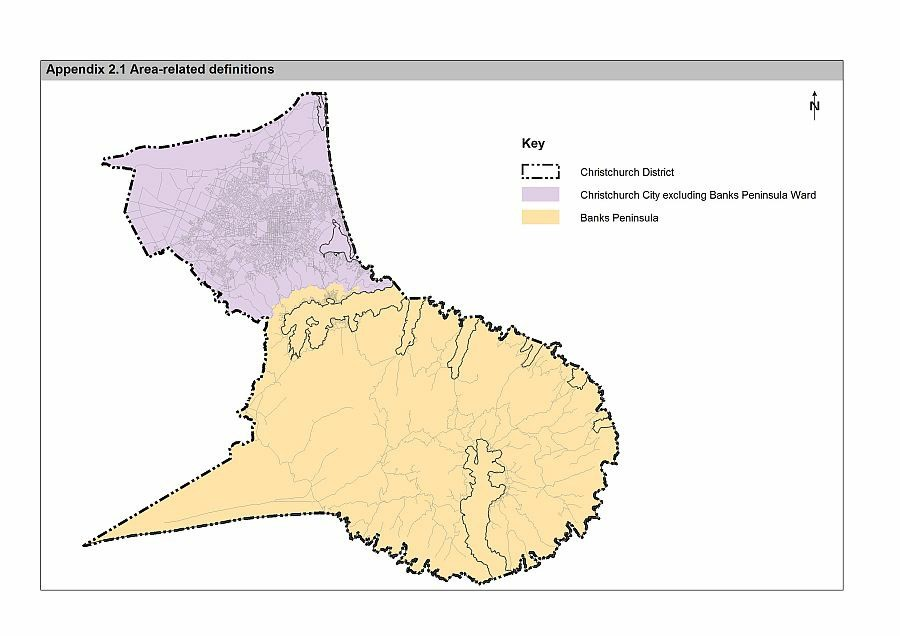 Appendix 2.1 Area-related definitions
N
Key
Christchurch District
Christchurch City excluding Banks Peninsula Ward
Banks Peninsula